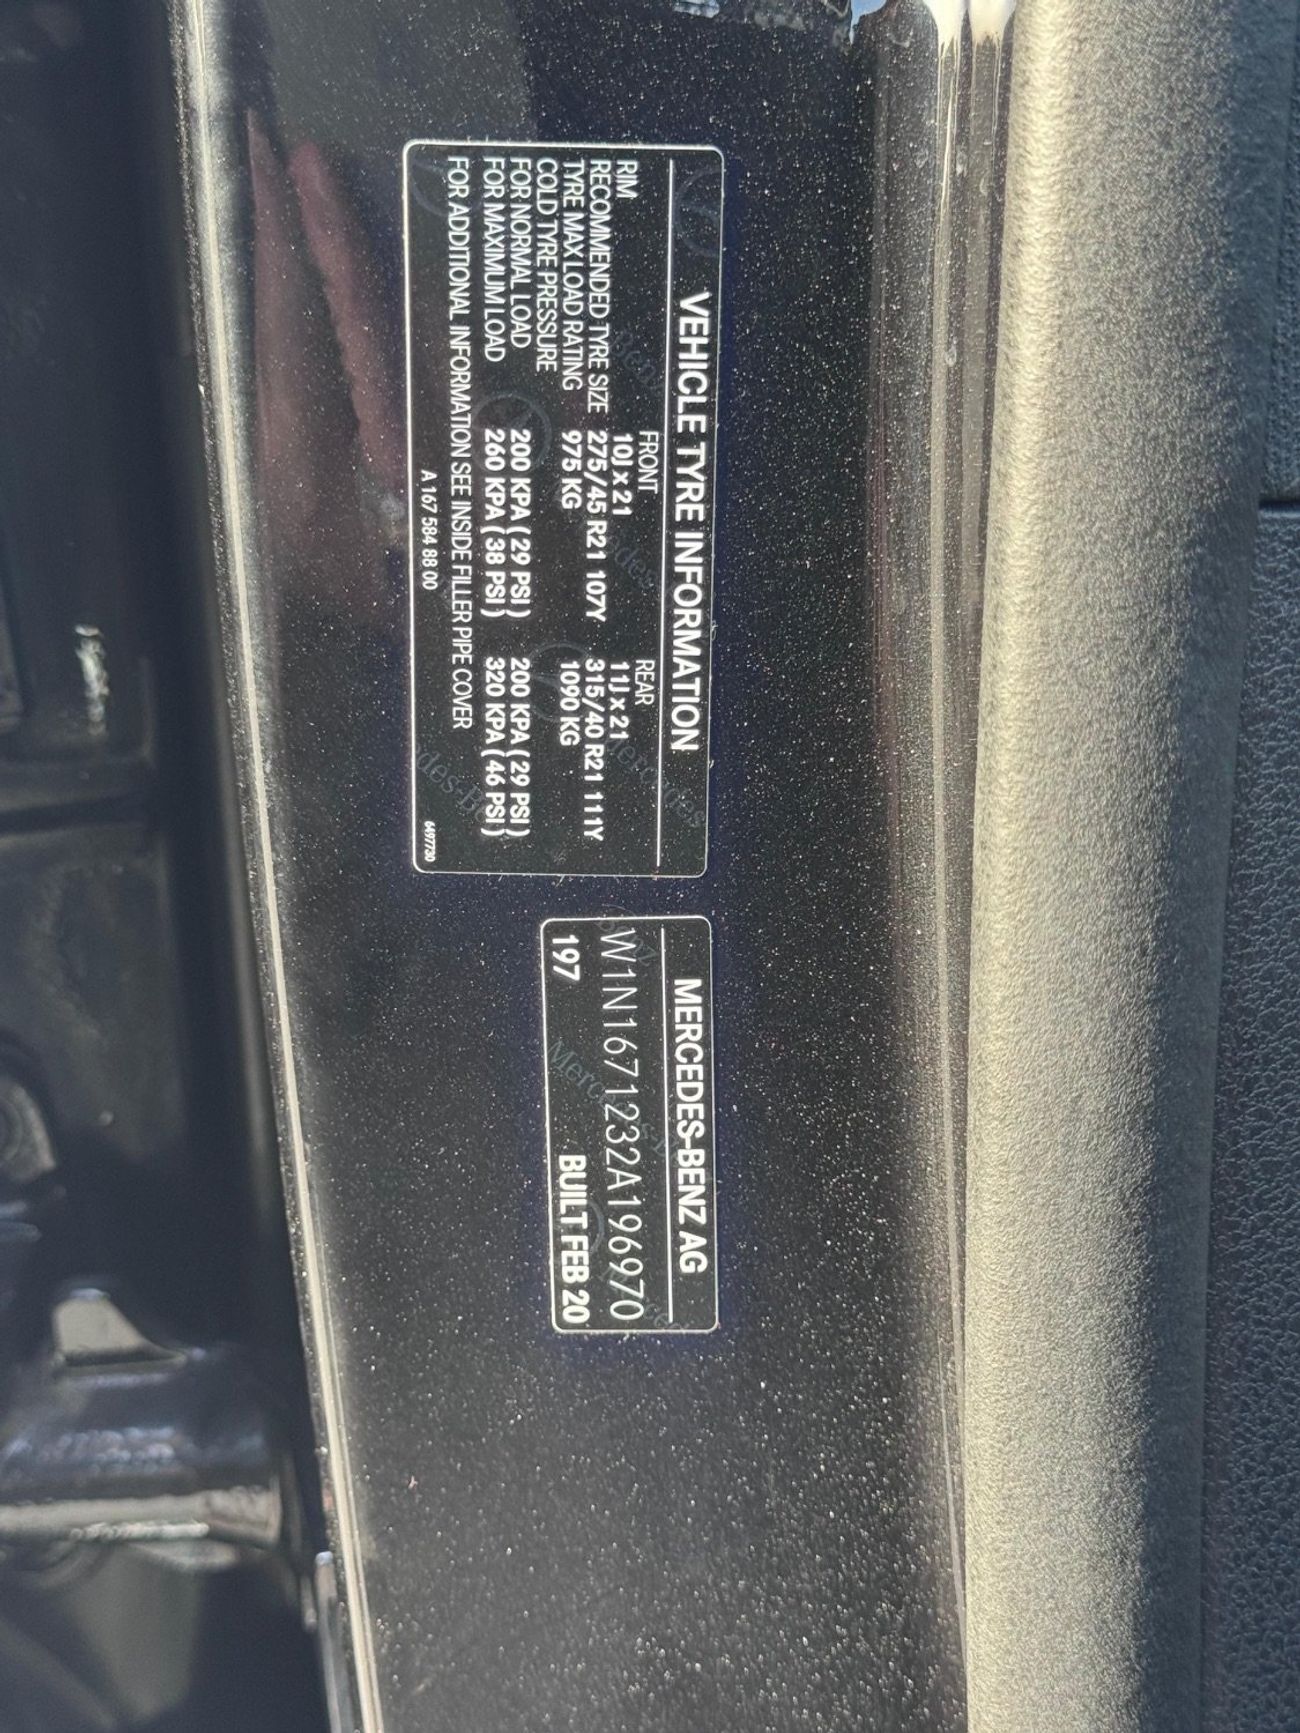 VEHICLE TYRE INFORMATION
FRONT REAR
RIM 10J x 21 11J x 21
RECOMMENDED TYRE SIZE 275/45 R21 107Y 315/40 R21 111Y
TYRE MAX LOAD RATING 975 KG 1090 KG
COLD TYRE PRESSURE
FOR NORMAL LOAD 200 KPA ( 29 PSI ) 200 KPA ( 29 PSI )
FOR MAXIMUM LOAD 260 KPA ( 38 PSI ) 320 KPA ( 46 PSI )
FOR ADDITIONAL INFORMATION SEE INSIDE FILLER PIPE COVER
A 167 584 88 00
6497730
MERCEDES-BENZ AG
W1N1671232A196970
197 BUILT FEB 20